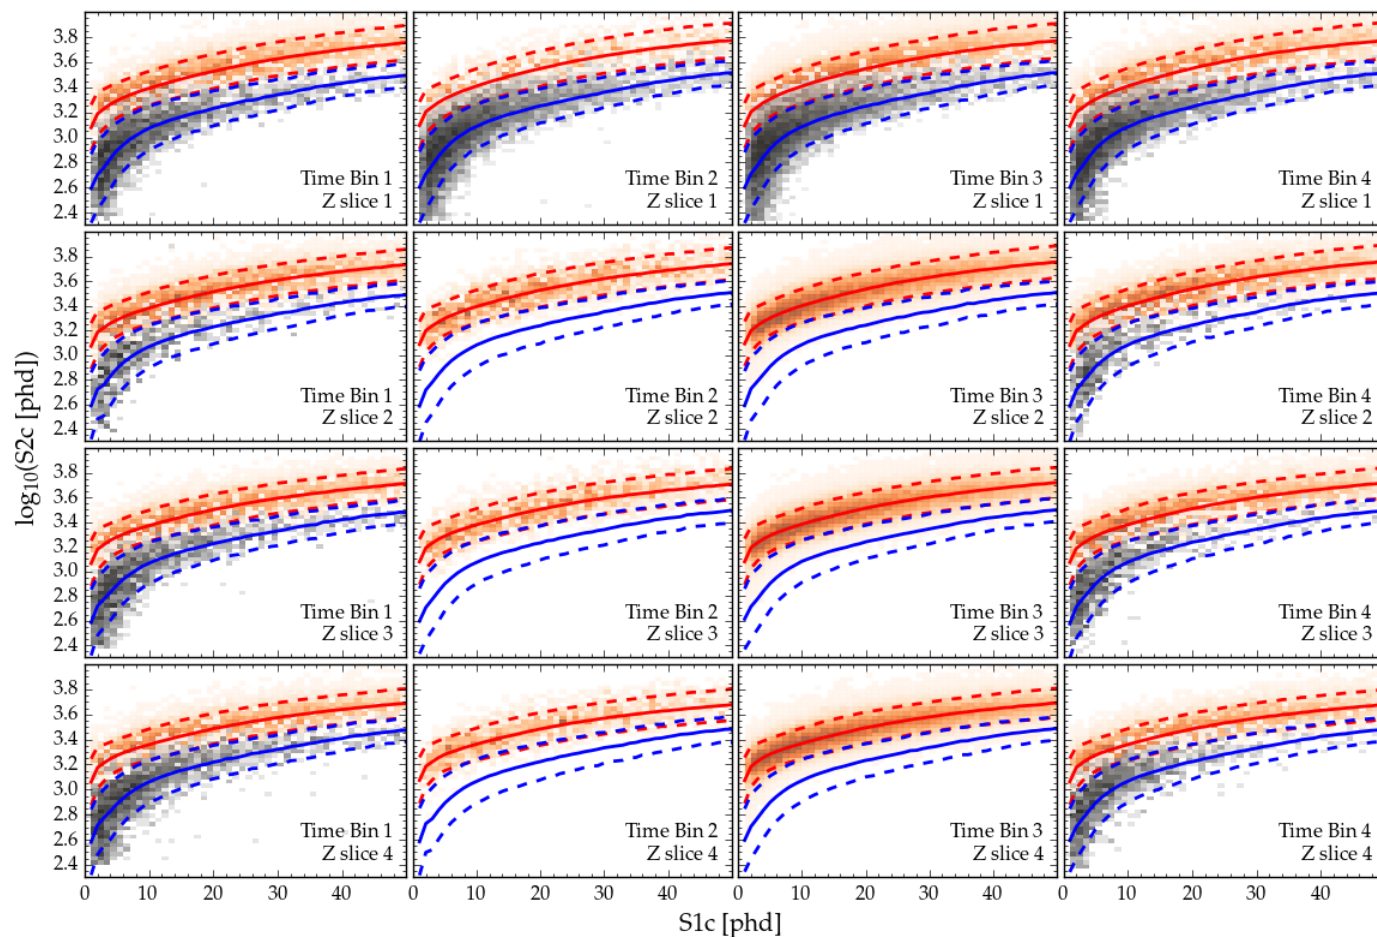 3.8
3.6
3.4
3.2
3.0
2.8
2.6
2.4
Time Bin 1
Z slice 1
Time Bin 2
Z slice 1
Time Bin 3
Z slice 1
Time Bin 4
Z slice 1
3.8
3.6
3.4
3.2
3.0
2.8
2.6
2.4
Time Bin 1
Z slice 2
Time Bin 2
Z slice 2
Time Bin 3
Z slice 2
Time Bin 4
Z slice 2
log₁₀(S2c [phd])
3.8
3.6
3.4
3.2
3.0
2.8
2.6
2.4
Time Bin 1
Z slice 3
Time Bin 2
Z slice 3
Time Bin 3
Z slice 3
Time Bin 4
Z slice 3
3.8
3.6
3.4
3.2
3.0
2.8
2.6
2.4
Time Bin 1
Z slice 4
Time Bin 2
Z slice 4
Time Bin 3
Z slice 4
Time Bin 4
Z slice 4
0 10 20 30 40 0 10 20 30 40 0 10 20 30 40 0 10 20 30 40
S1c [phd]